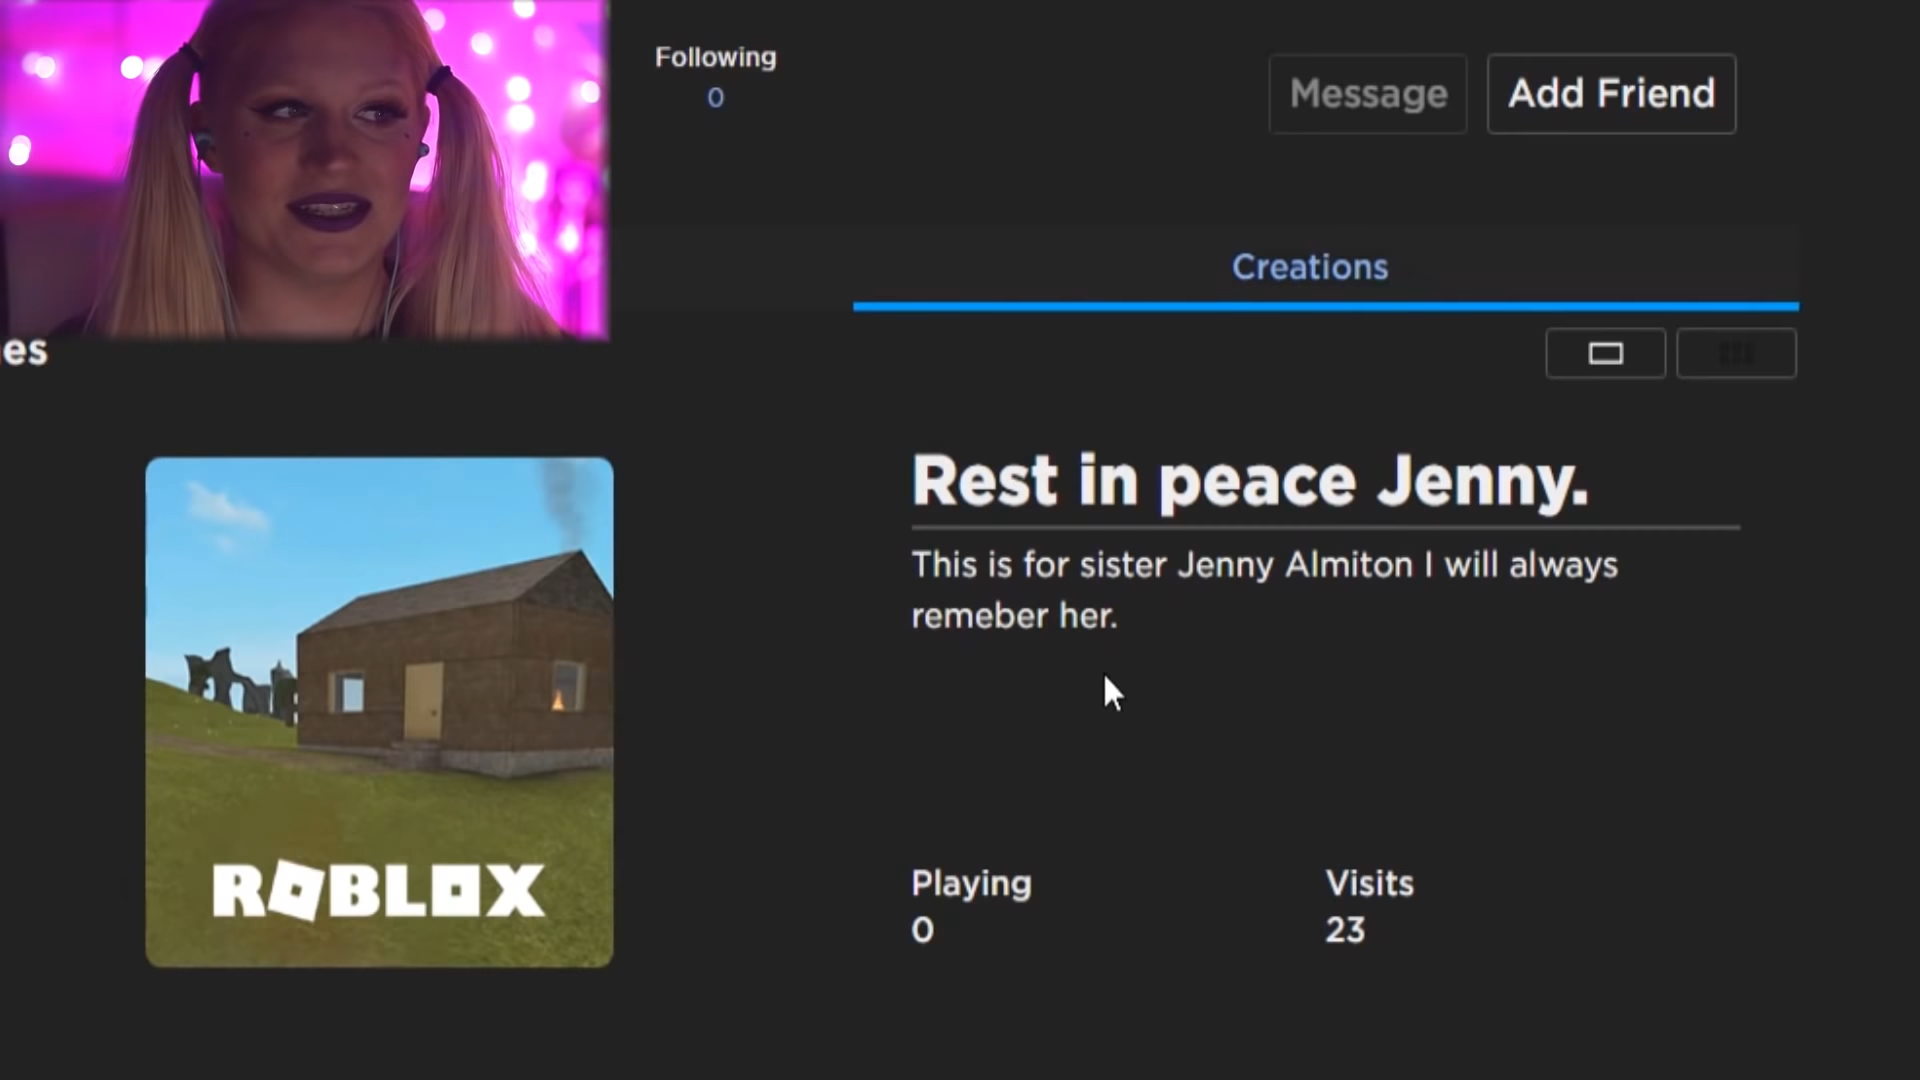 Following
0
Message
Add Friend
Creations
es
Rest in peace Jenny.
This is for sister Jenny Almiton I will always
remeber her.
ROBLOX
Playing
Visits
0
23